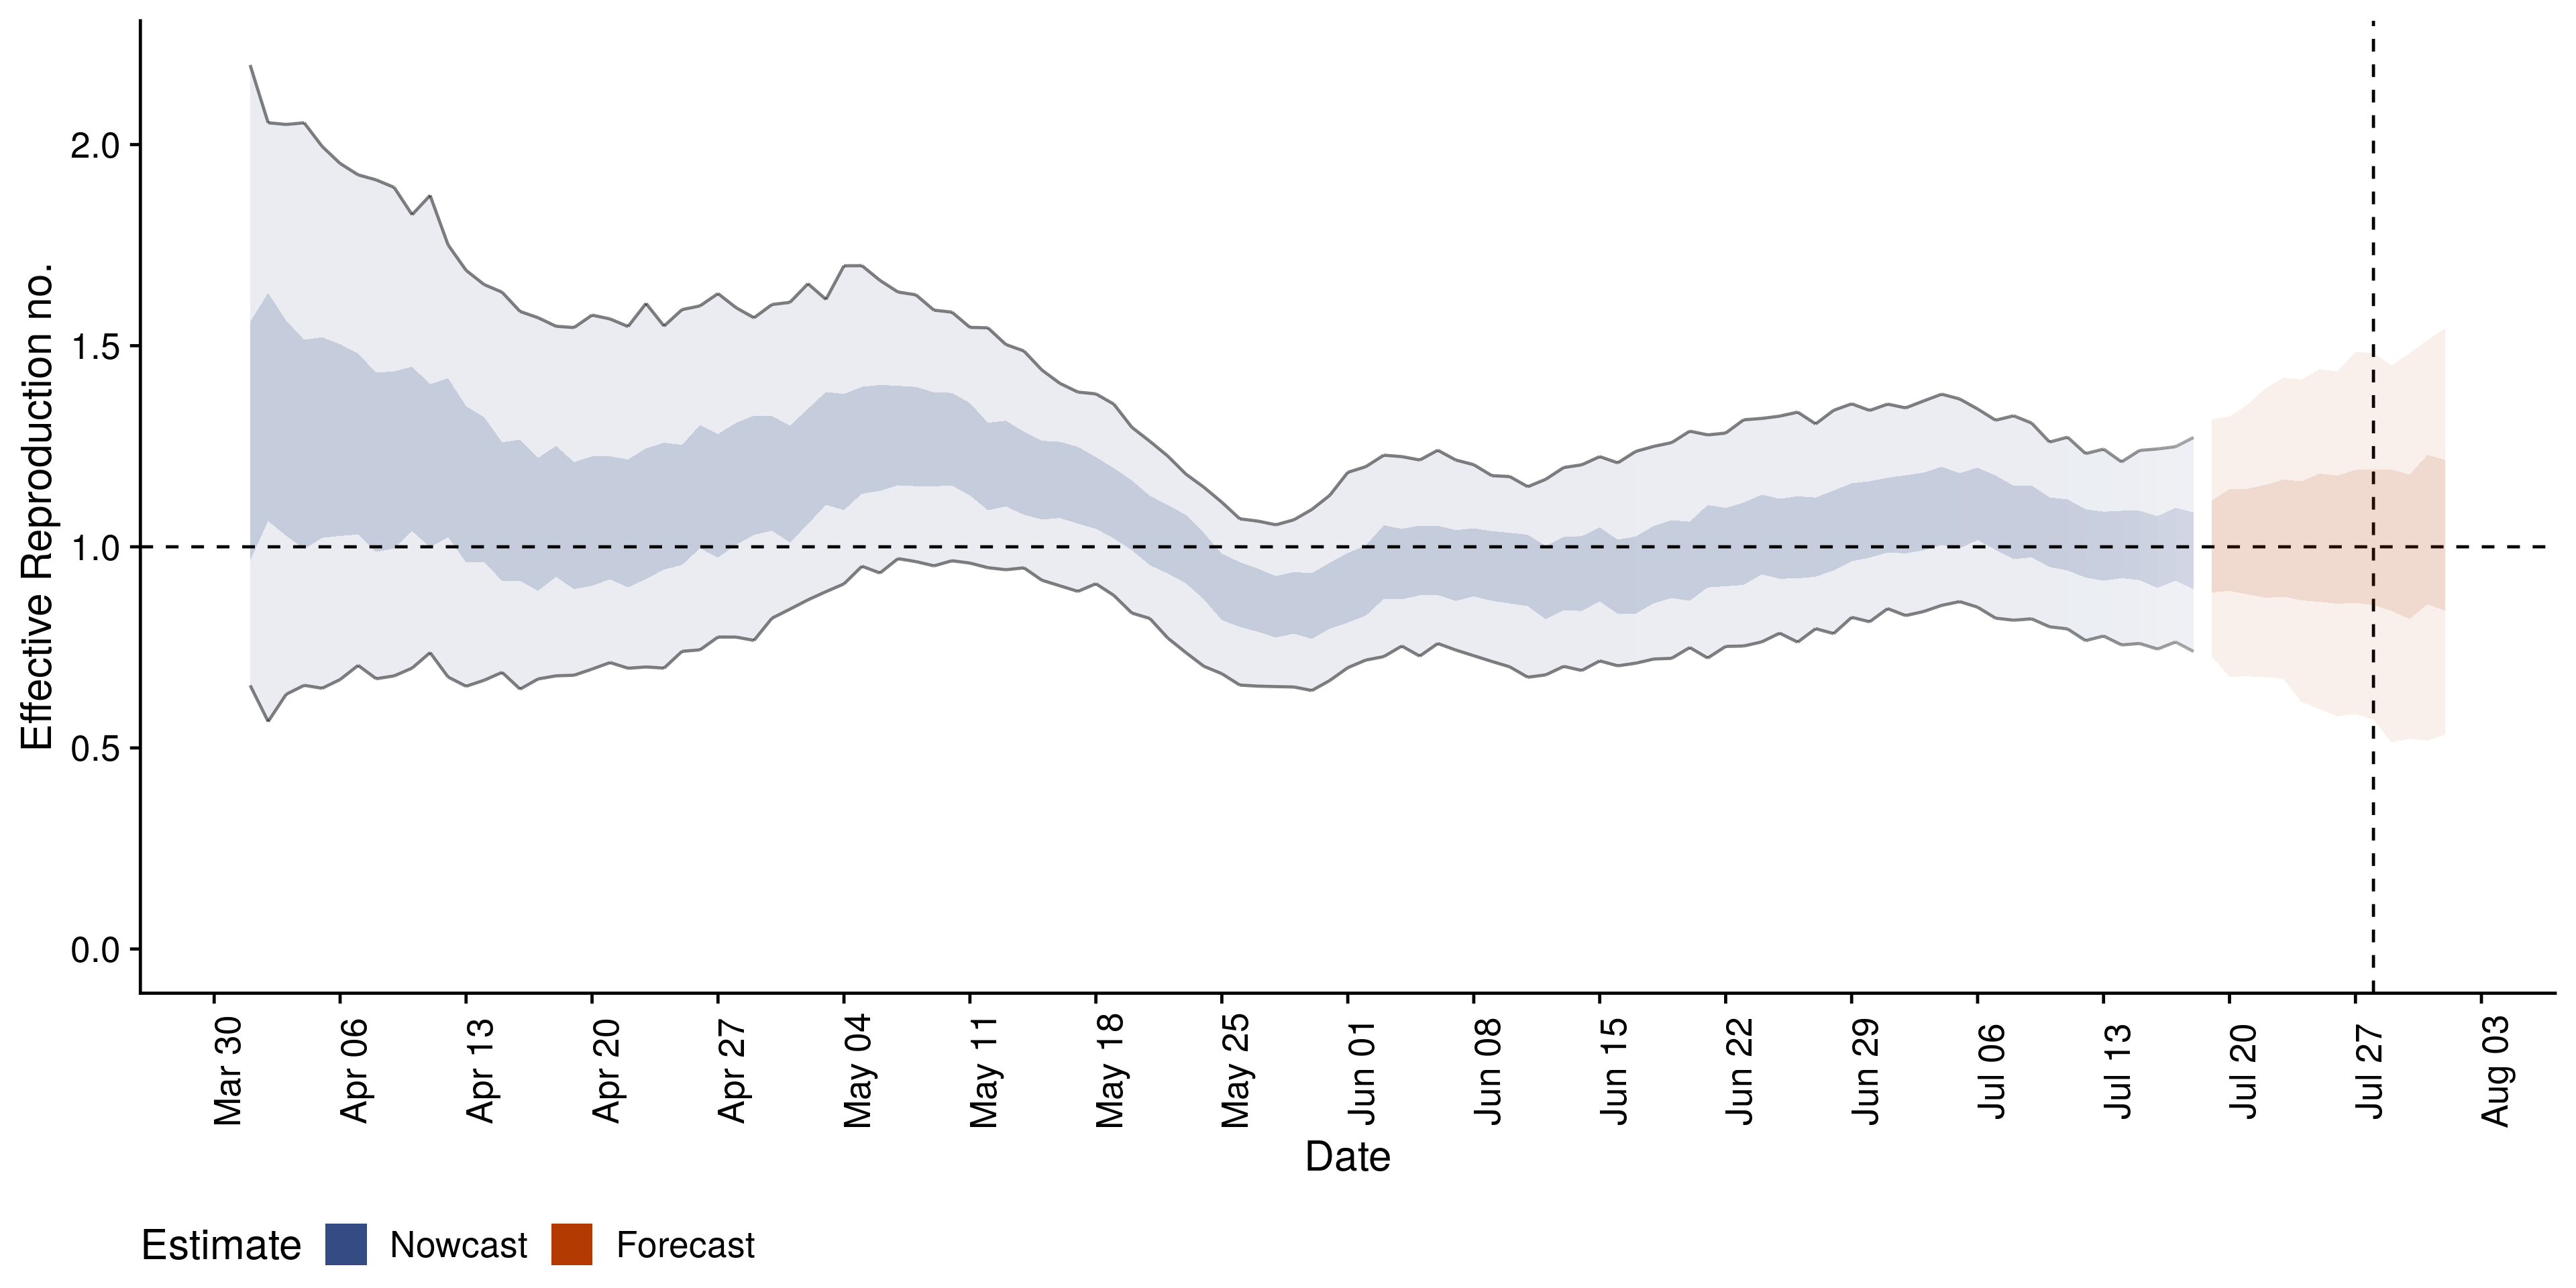 Effective Reproduction no.
2.0
1.5
1.0
0.5
0.0
Mar 30
Apr 06
Apr 13
Apr 20
Apr 27
May 04
May 11
May 18
May 25
Jun 01
Jun 08
Jun 15
Jun 22
Jun 29
Jul 06
Jul 13
Jul 20
Jul 27
Aug 03
Date
Estimate Nowcast Forecast